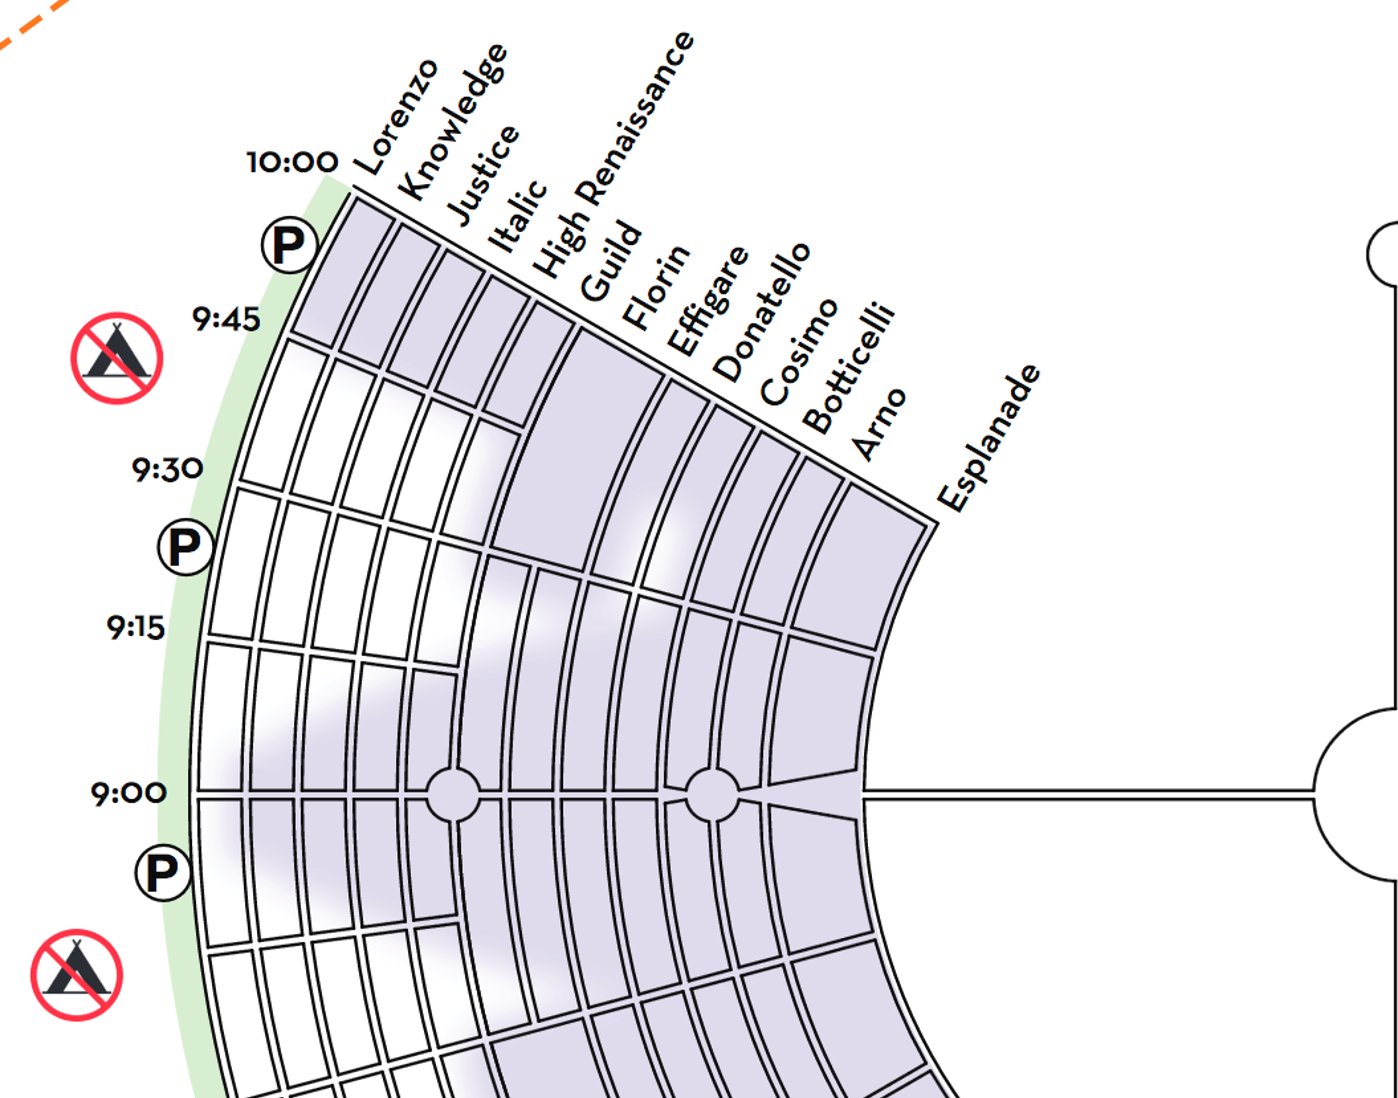 Lorenzo
Knowledge
Justice
Italic
High Renaissance
Guild
Florin
Effigare
Donatello
Cosimo
Botticelli
Arno
Esplanade
10:00
P
9:45
9:30
P
9:15
9:00
P